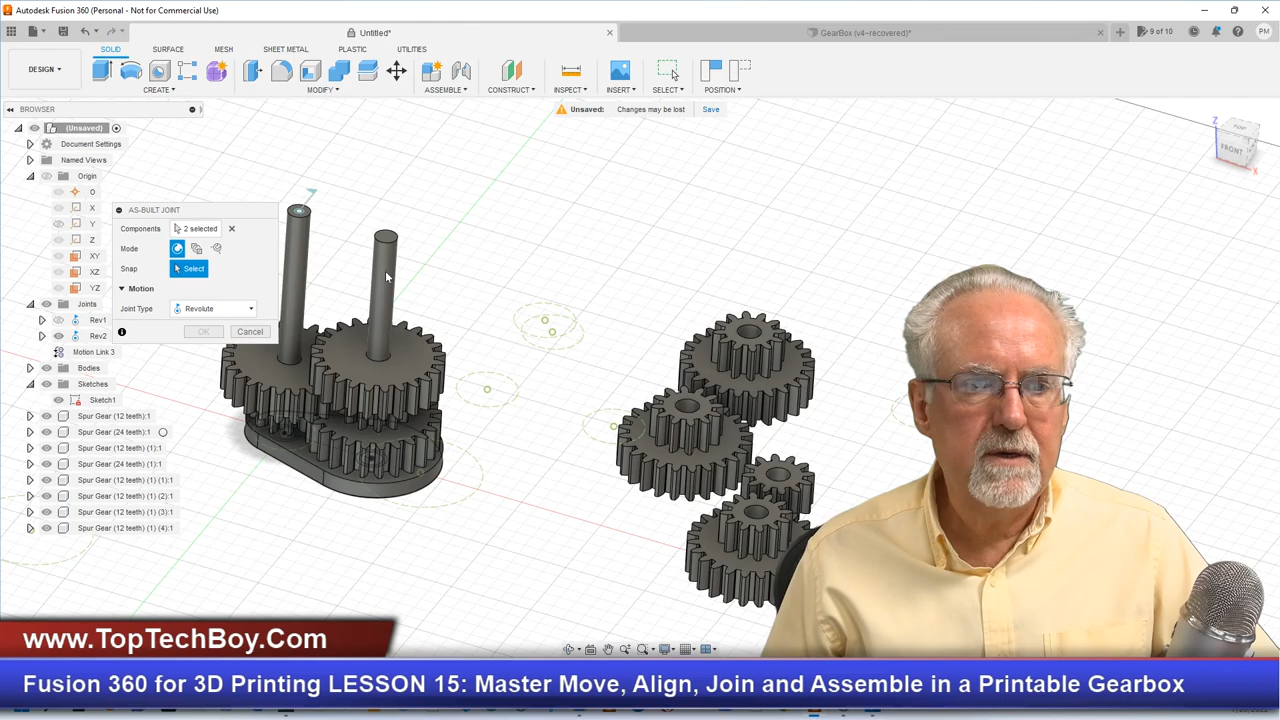 Autodesk Fusion 360 (Personal - Not for Commercial Use)
Untitled*
GearBox (v4~recovered)*
9 of 10
PM
DESIGN
SOLID
SURFACE
MESH
SHEET METAL
PLASTIC
UTILITIES
CREATE
MODIFY
ASSEMBLE
CONSTRUCT
INSPECT
INSERT
SELECT
POSITION
BROWSER
Unsaved: Changes may be lost Save
(Unsaved)
Document Settings
Named Views
Origin
O
X
Y
Z
XY
XZ
YZ
Joints
Rev1
Rev2
Motion Link 3
Bodies
Sketches
Sketch1
Spur Gear (12 teeth):1
Spur Gear (24 teeth):1
Spur Gear (12 teeth) (1):1
Spur Gear (24 teeth) (1):1
Spur Gear (12 teeth) (1) (1):1
Spur Gear (12 teeth) (1) (2):1
Spur Gear (12 teeth) (1) (3):1
Spur Gear (12 teeth) (1) (4):1
AS-BUILT JOINT
Components 2 selected
Mode
Snap Select
Motion
Joint Type Revolute
OK Cancel
Z
FRONT
X
www.TopTechBoy.Com
Fusion 360 for 3D Printing LESSON 15: Master Move, Align, Join and Assemble in a Printable Gearbox